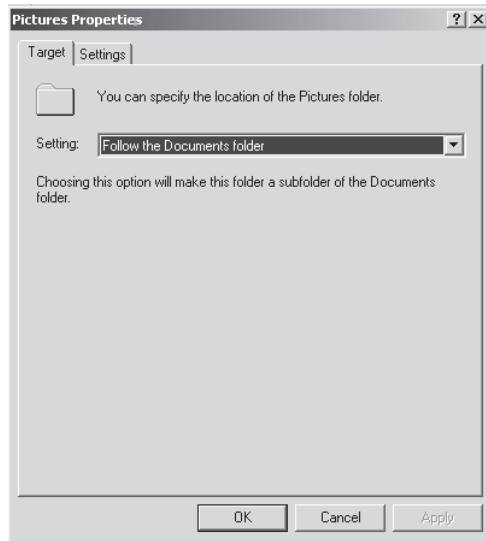 Pictures Properties
? X
Target Settings
You can specify the location of the Pictures folder.
Setting: Follow the Documents folder
Choosing this option will make this folder a subfolder of the Documents
folder.
OK Cancel Apply